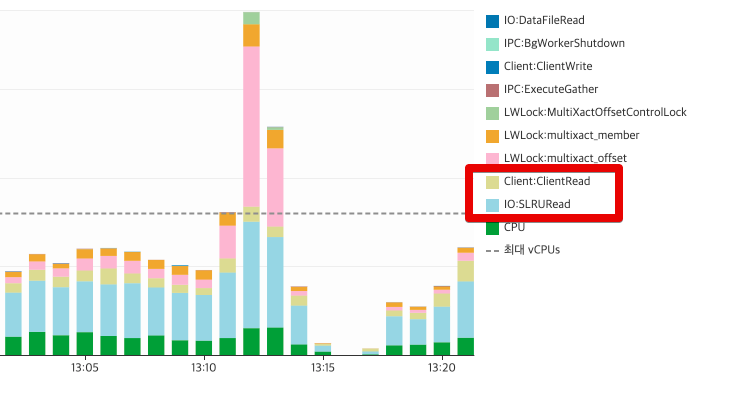 IO:DataFileRead
IPC:BgWorkerShutdown
Client:ClientWrite
IPC:ExecuteGather
LWLock:MultiXactOffsetControlLock
LWLock:multixact_member
LWLock:multixact_offset
Client:ClientRead
IO:SLRURead
CPU
최대 vCPUs
13:05 13:10 13:15 13:20